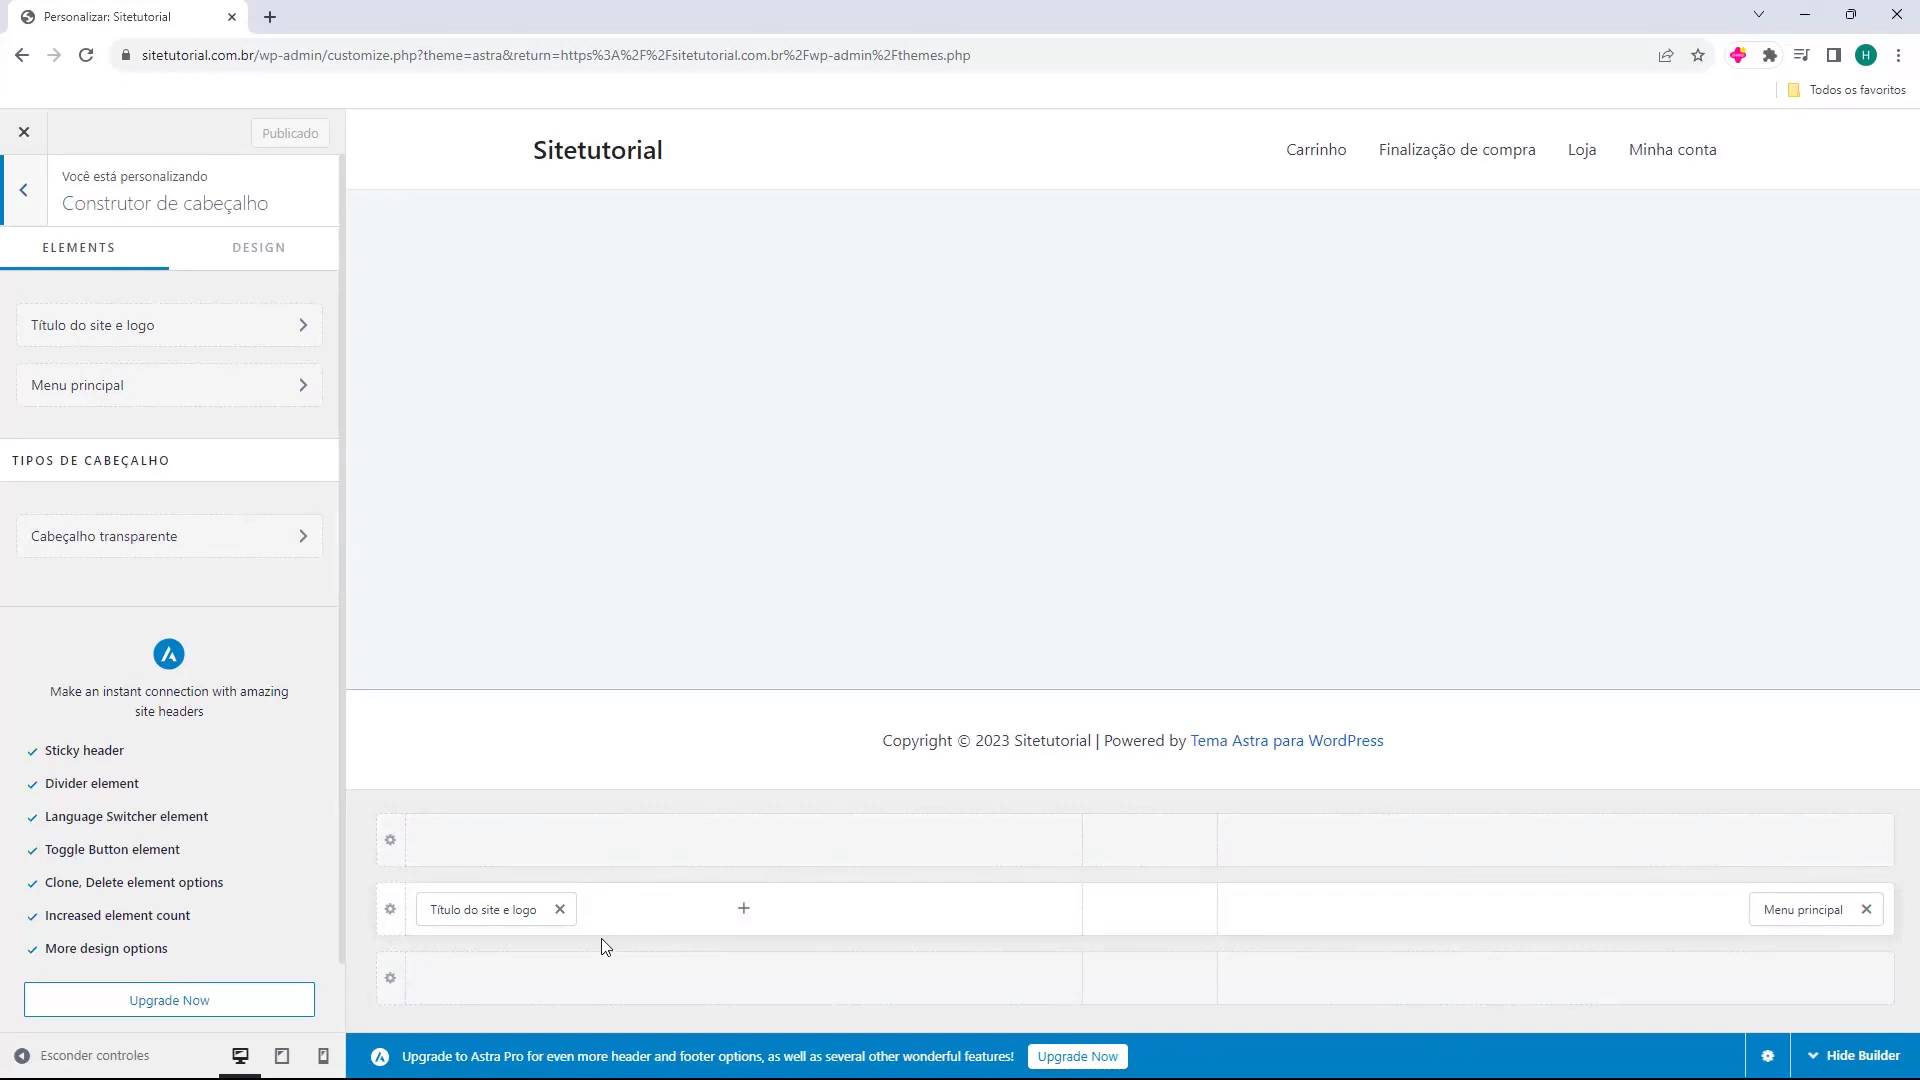 Personalizar: Sitetutorial
sitetutorial.com.br/wp-admin/customize.php?theme=astra&return=https%3A%2F%2Fsitetutorial.com.br%2Fwp-admin%2Fthemes.php
H
Todos os favoritos
Publicado
Você está personalizando
Construtor de cabeçalho
ELEMENTS
DESIGN
Título do site e logo
Menu principal
TIPOS DE CABEÇALHO
Cabeçalho transparente
Make an instant connection with amazing
site headers
Sticky header
Divider element
Language Switcher element
Toggle Button element
Clone, Delete element options
Increased element count
More design options
Upgrade Now
Esconder controles
Sitetutorial
Carrinho
Finalização de compra
Loja
Minha conta
Copyright © 2023 Sitetutorial | Powered by Tema Astra para WordPress
Título do site e logo
Menu principal
Upgrade to Astra Pro for even more header and footer options, as well as several other wonderful features!
Upgrade Now
Hide Builder